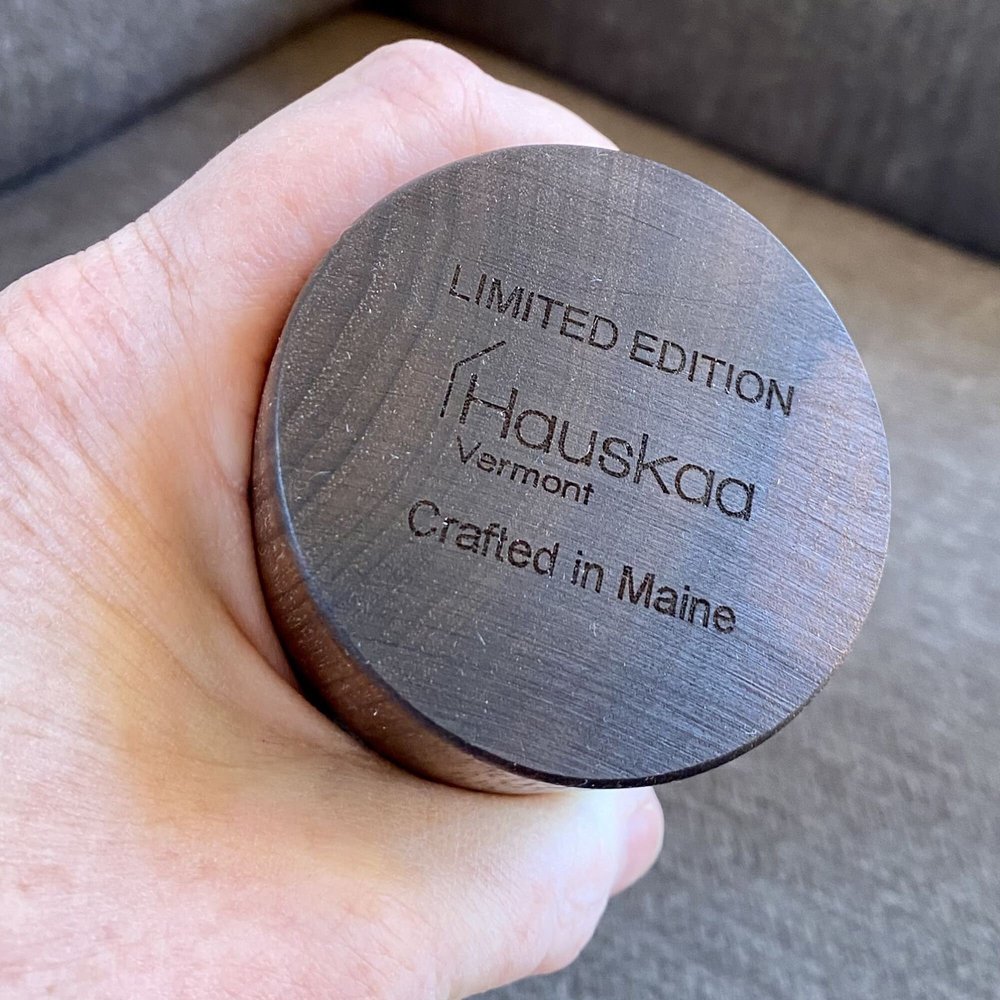 LIMITED EDITION
Hauskaa
Vermont
Crafted in Maine